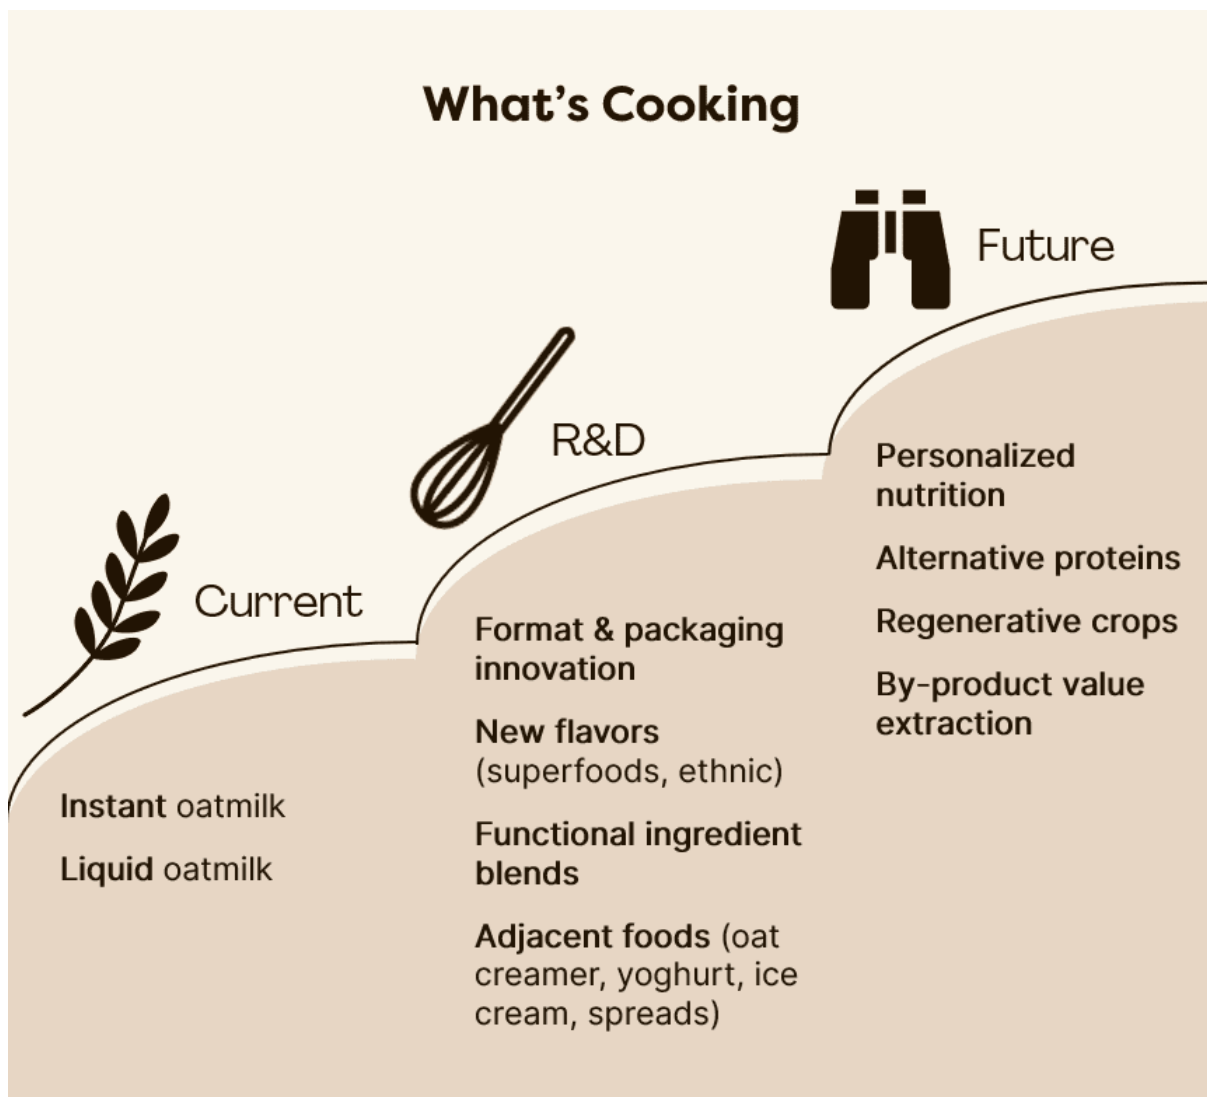 What's Cooking
Current
Instant oatmilk
Liquid oatmilk
R&D
Format & packaging
innovation
New flavors
(superfoods, ethnic)
Functional ingredient
blends
Adjacent foods (oat
creamer, yoghurt, ice
cream, spreads)
Future
Personalized
nutrition
Alternative proteins
Regenerative crops
By-product value
extraction